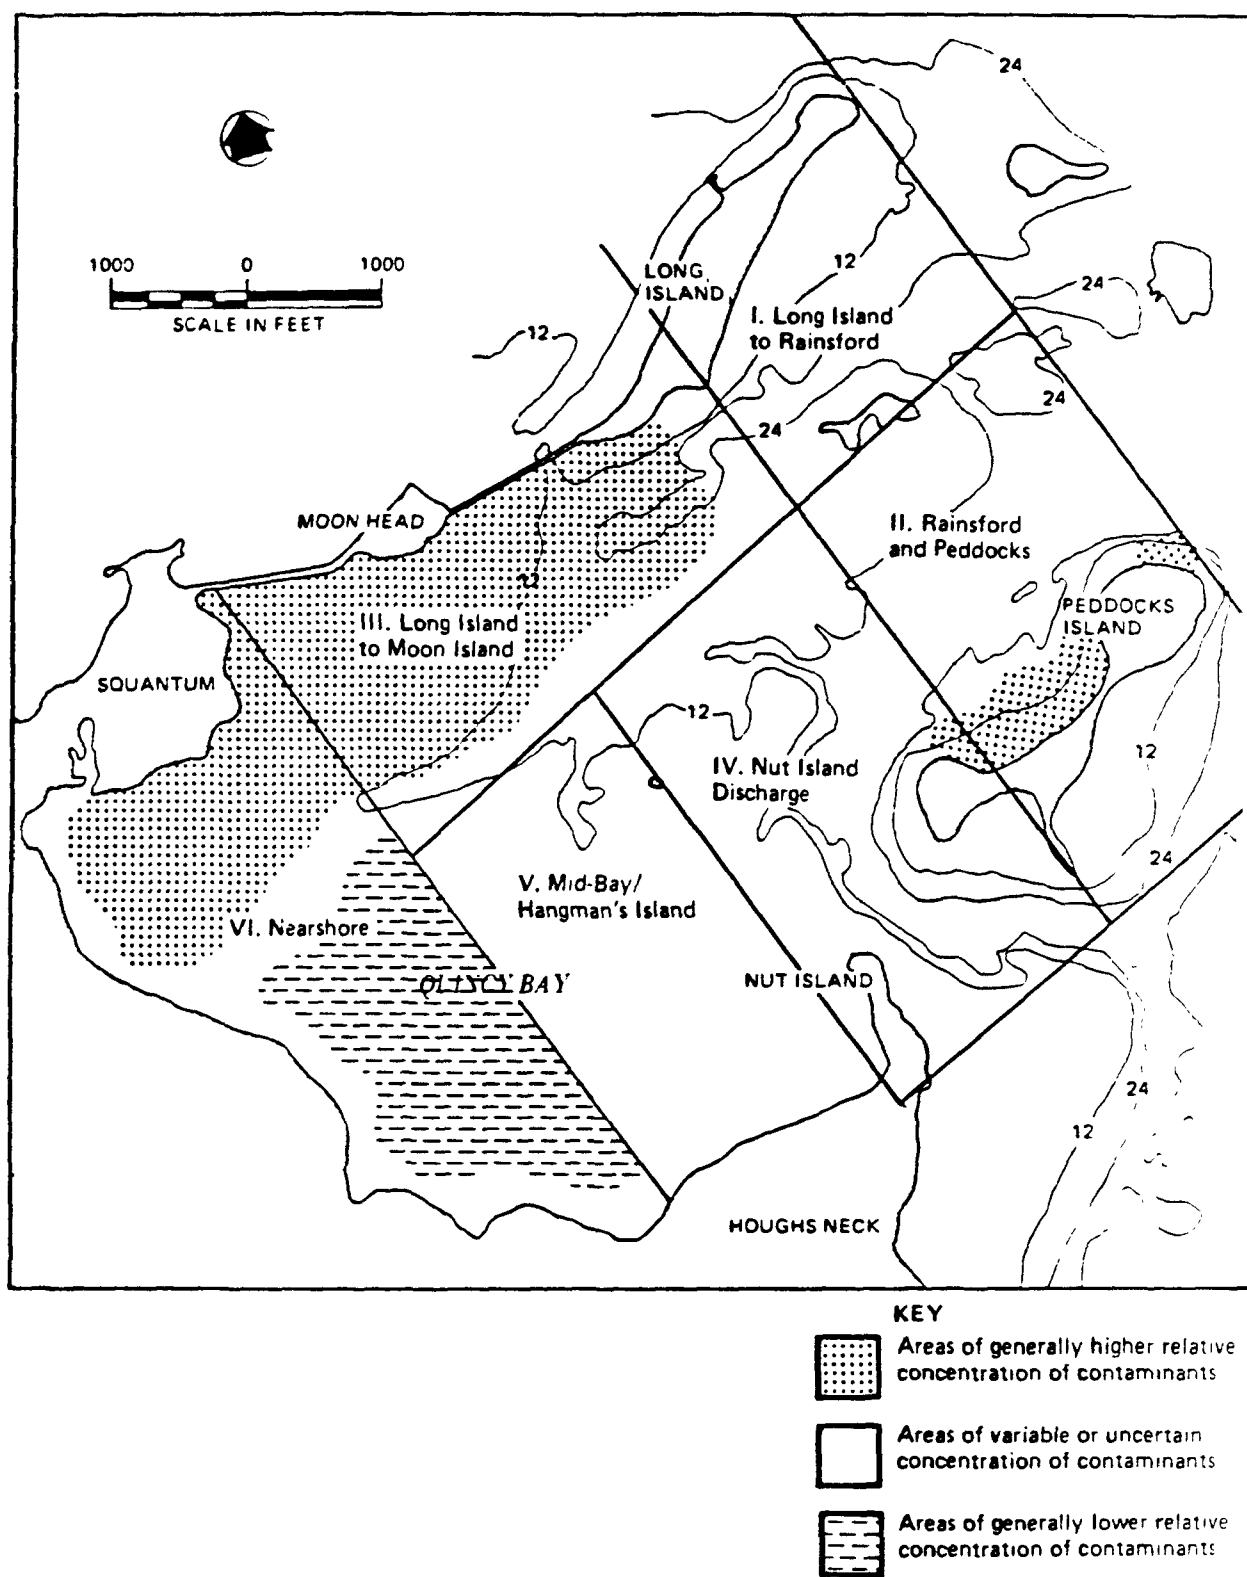 24
1000 0 1000
SCALE IN FEET
LONG
ISLAND
12
24
I. Long Island
to Rainsford
12
24
24
MOON HEAD
II. Rainsford
and Peddocks
12
PEDDOCKS
ISLAND
III. Long Island
to Moon Island
SQUANTUM
12
12
IV. Nut Island
Discharge
24
V. Mid-Bay/
Hangman's Island
VI. Nearshore
BAY
NUT ISLAND
24
12
HOUGHS NECK
KEY
Areas of generally higher relative
concentration of contaminants
Areas of variable or uncertain
concentration of contaminants
Areas of generally lower relative
concentration of contaminants